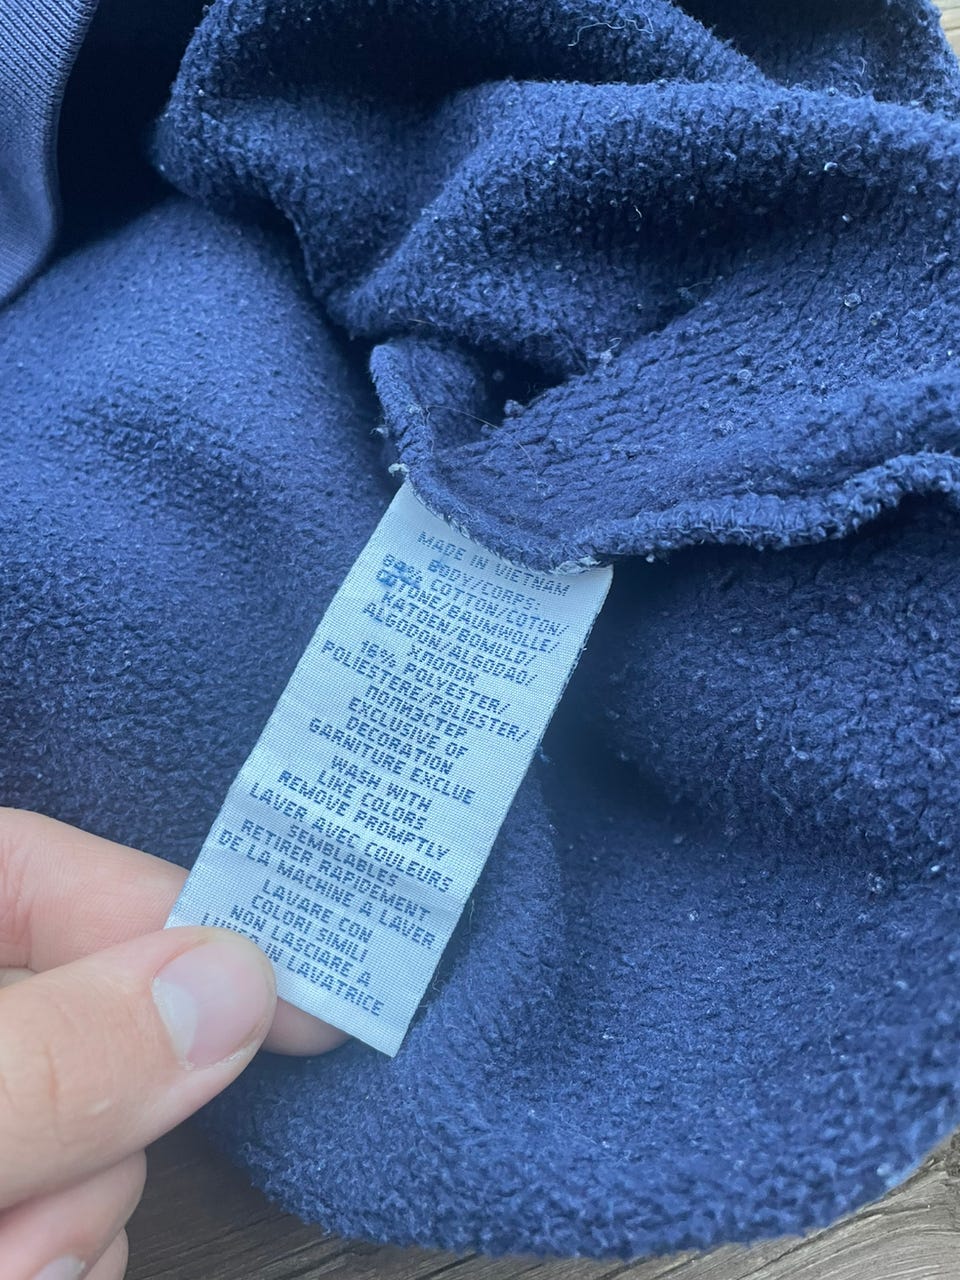 MADE IN VIETNAM
BODY/CORPS:
84% COTTON/COTON/
COTONE/BAUMWOLLE/
KATOEN/BOMULD/
ALGODON/ALGODAO/
ХЛОПОК
16% POLYESTER/
POLIESTERE/POLIESTER/
ПОЛИЭСТЕР
EXCLUSIVE OF
DECORATION
GARNITURE EXCLUE
WASH WITH
LIKE COLORS
REMOVE PROMPTLY
LAVER AVEC COULEURS
SEMBLABLES
RETIRER RAPIDEMENT
DE LA MACHINE A LAVER
LAVARE CON
COLORI SIMILI
NON LASCIARE A
IN LAVATRICE